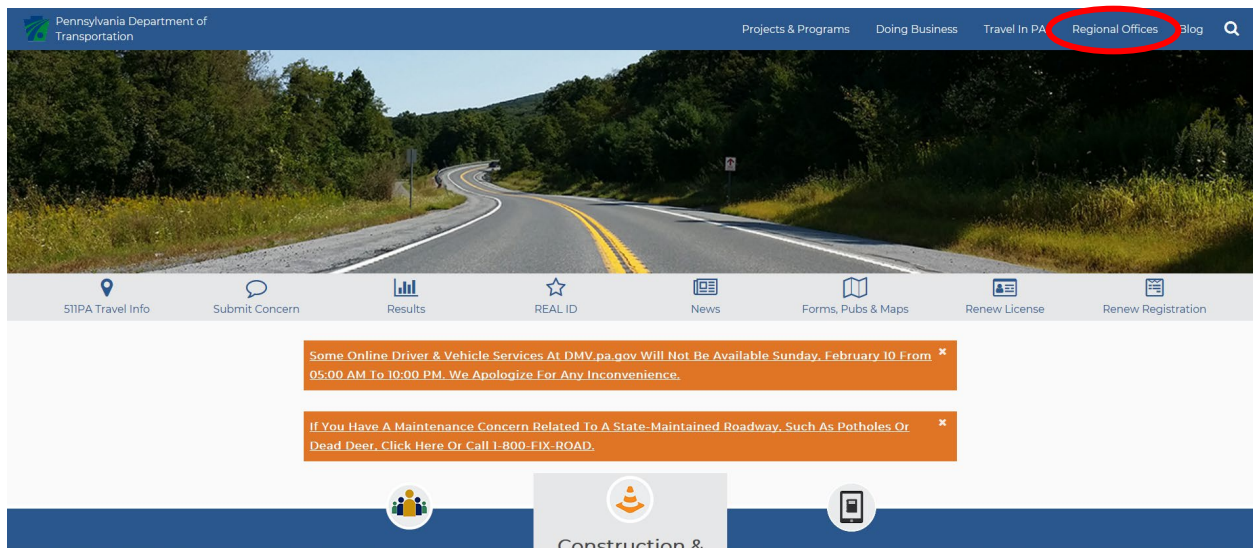 Pennsylvania Department of
Transportation
Projects & Programs
Doing Business
Travel In PA
Regional Offices
Blog
511PA Travel Info
Submit Concern
Results
REAL ID
News
Forms, Pubs & Maps
Renew License
Renew Registration
Some Online Driver & Vehicle Services At DMV.pa.gov Will Not Be Available Sunday, February 10 From
05:00 AM To 10:00 PM. We Apologize For Any Inconvenience.
If You Have A Maintenance Concern Related To A State-Maintained Roadway, Such As Potholes Or
Dead Deer, Click Here Or Call 1-800-FIX-ROAD.
Construction &